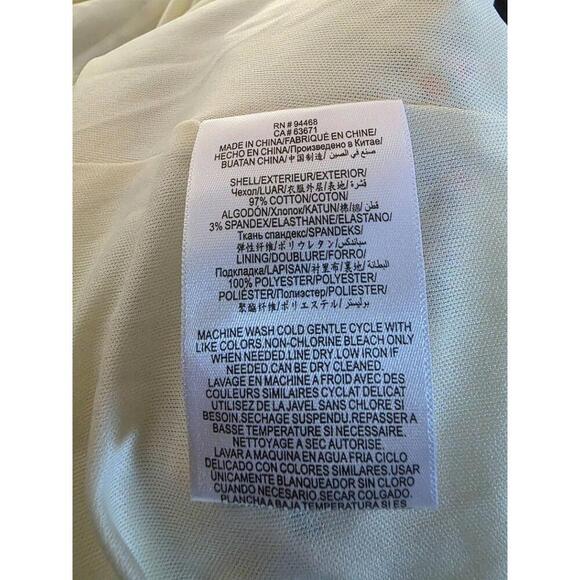 RN # 94468
CA # 63671
MADE IN CHINA/FABRIQUÉ EN CHINE/
HECHO EN CHINA/Произведено в Китае/
BUATAN CHINA/中国制造/ صنع في الصين/
SHELL/EXTERIEUR/EXTERIOR/
Чехол/LUAR/衣服外层/表地/ قشرة/
97% COTTON/COTON/
ALGODÓN/Хлопок/KATUN/棉/綿/ قطن/
3% SPANDEX/ELASTHANNE/ELASTANO/
Ткань спандекс/SPANDEKS/
弹性纤维/ポリウレタン/ سباندكس/
LINING/DOUBLURE/FORRO/
Подкладка/LAPISAN/衬里布/裏地/ البطانة/
100% POLYESTER/POLYESTER/
POLIÉSTER/Полиэстер/POLIESTER/
聚酯纤维/ポリエステル/ بوليستر/
MACHINE WASH COLD GENTLE CYCLE WITH
LIKE COLORS.NON-CHLORINE BLEACH ONLY
WHEN NEEDED.LINE DRY.LOW IRON IF
NEEDED.CAN BE DRY CLEANED.
LAVAGE EN MACHINE A FROID AVEC DES
COULEURS SIMILAIRES CYCLAT DELICAT
UTILISEZ DE LA JAVEL SANS CHLORE SI
BESOIN.SECHAGE SUSPENDU.REPASSER A
BASSE TEMPERATURE SI NECESSAIRE.
NETTOYAGE A SEC AUTORISE.
LAVAR A MAQUINA EN AGUA FRIA CICLO
DELICADO CON COLORES SIMILARES.USAR
UNICAMENTE BLANQUEADOR SIN CLORO
CUANDO NECESARIO.SECAR COLGADO.
PLANCHA A BAJA TEMPERATURA SI ES